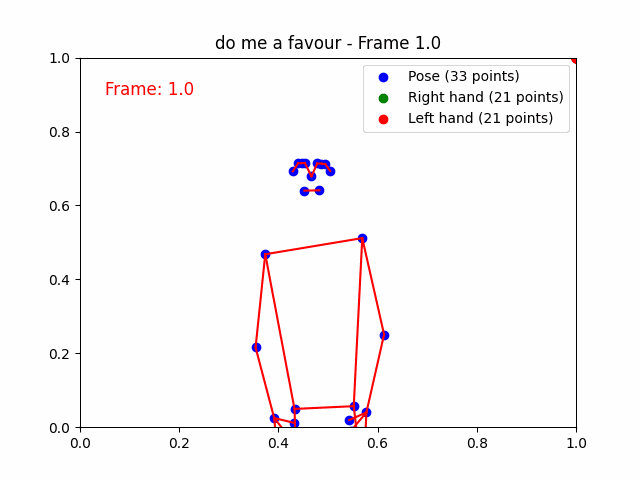 do me a favour - Frame 1.0
Frame: 1.0
Pose (33 points)
Right hand (21 points)
Left hand (21 points)
1.0
0.8
0.6
0.4
0.2
0.0
0.0 0.2 0.4 0.6 0.8 1.0